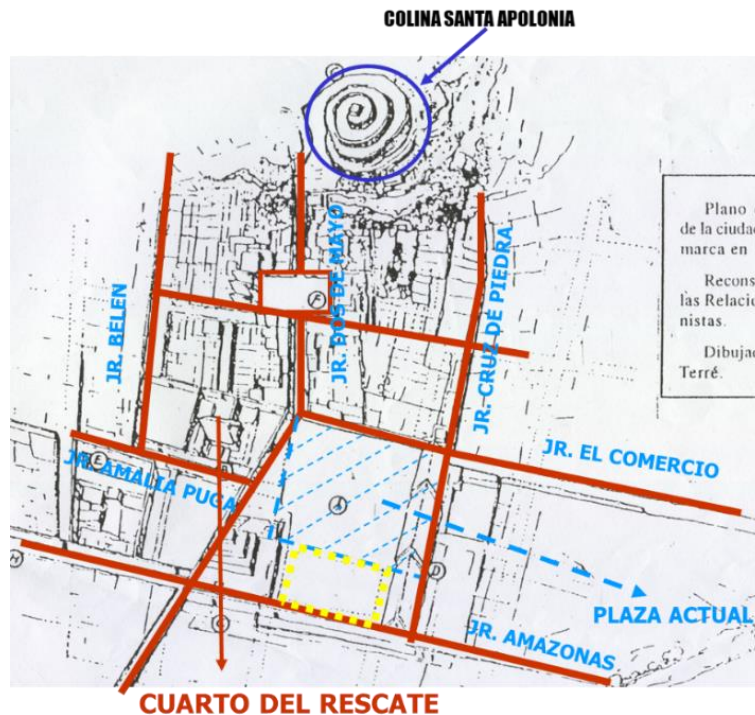 COLINA SANTA APOLONIA
Plano
de la ciudad
marca en
Recons
las Relacio
nistas.
Dibujad
Terré.
JR. DOS DE MAYO
JR. BELEN
JR. CRUZ DE PIEDRA
F
JR. EL COMERCIO
E
JR. AMALIA PUGA
A
D
H
PLAZA ACTUAL
JR. AMAZONAS
CUARTO DEL RESCATE